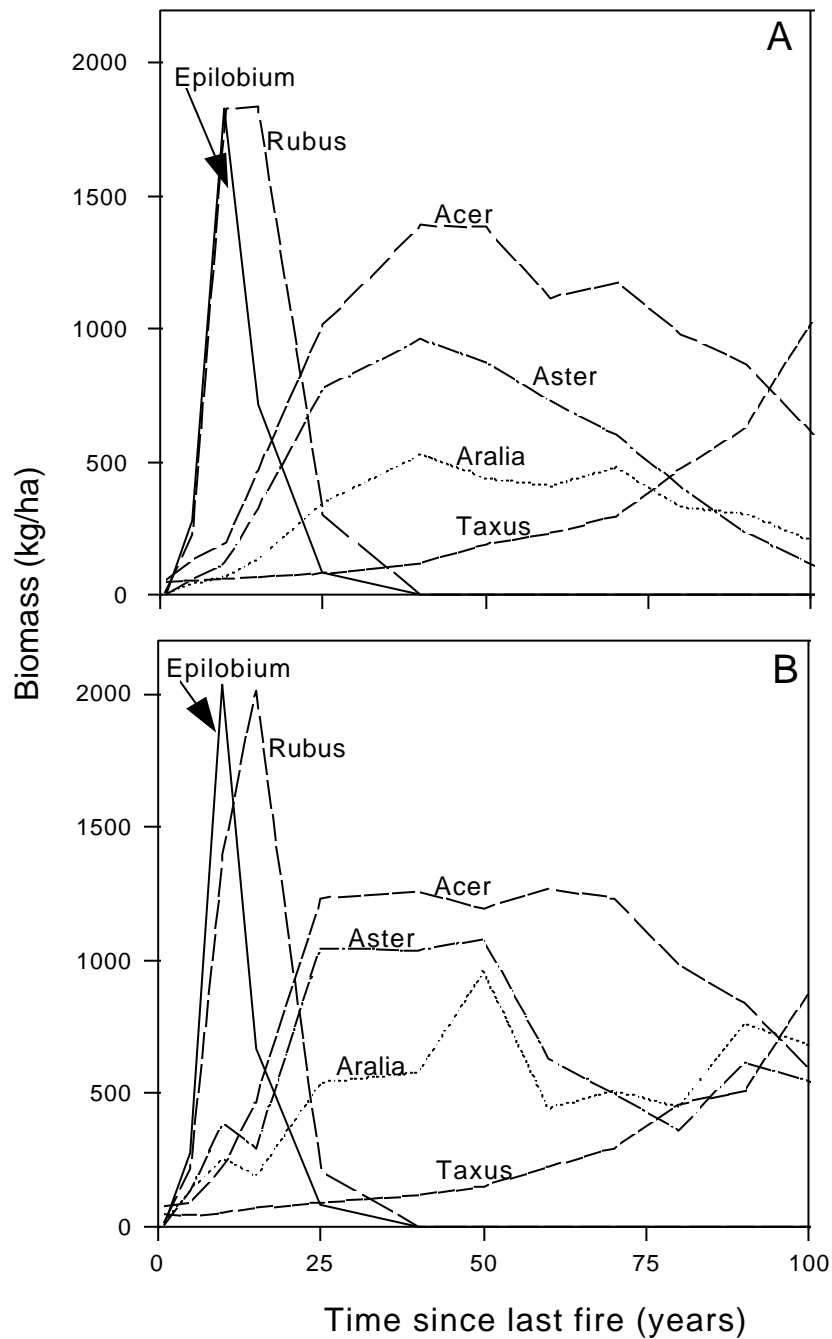 A
2000
Epilobium
Rubus
1500
Acer
1000
Aster
Aralia
500
Taxus
0
Biomass (kg/ha)
B
Epilobium
2000
Rubus
1500
Acer
Aster
1000
Aralia
500
Taxus
0
0 25 50 75 100
Time since last fire (years)